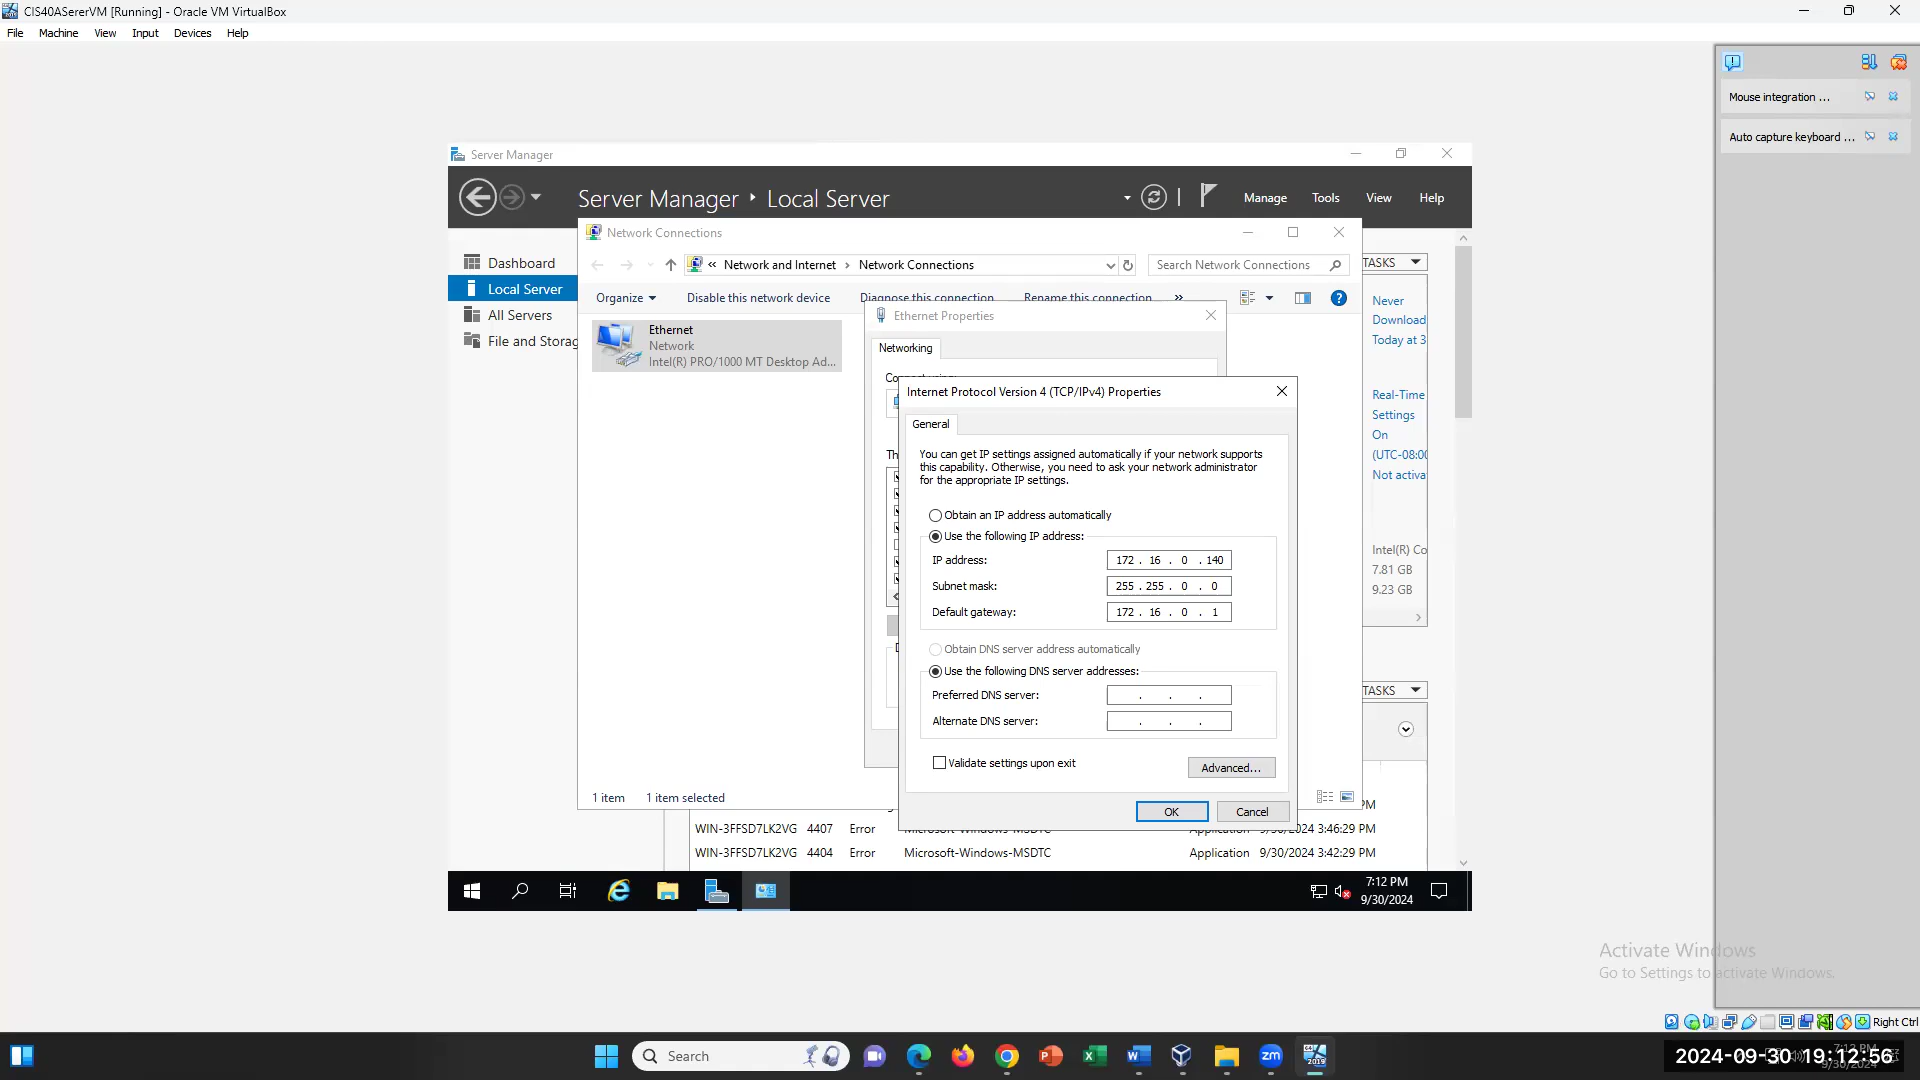 CIS40ASererVM [Running] - Oracle VM VirtualBox
File Machine View Input Devices Help
Mouse integration ...
Auto capture keyboard ...
Server Manager
Server Manager ‣ Local Server
Manage Tools View Help
Network Connections
« Network and Internet › Network Connections
Search Network Connections
Organize Disable this network device Diagnose this connection Rename this connection »
Dashboard
Local Server
All Servers
File and Storag
Ethernet
Network
Intel(R) PRO/1000 MT Desktop Ad...
TASKS
Never
Download
Today at 3
Real-Time
Settings
On
(UTC-08:00
Not activa
Intel(R) Co
7.81 GB
9.23 GB
TASKS
Ethernet Properties
Networking
Internet Protocol Version 4 (TCP/IPv4) Properties
General
You can get IP settings assigned automatically if your network supports
this capability. Otherwise, you need to ask your network administrator
for the appropriate IP settings.
Obtain an IP address automatically
Use the following IP address:
IP address: 172 . 16 . 0 . 140
Subnet mask: 255 . 255 . 0 . 0
Default gateway: 172 . 16 . 0 . 1
Obtain DNS server address automatically
Use the following DNS server addresses:
Preferred DNS server: . . .
Alternate DNS server: . . .
Validate settings upon exit
Advanced...
OK Cancel
1 item 1 item selected
WIN-3FFSD7LK2VG 4407 Error Microsoft-Windows-MSDTC Application 9/30/2024 3:46:29 PM
WIN-3FFSD7LK2VG 4404 Error Microsoft-Windows-MSDTC Application 9/30/2024 3:42:29 PM
7:12 PM
9/30/2024
Activate Windows
Go to Settings to activate Windows.
Right Ctrl
Search
2024-09-30 19:12:56